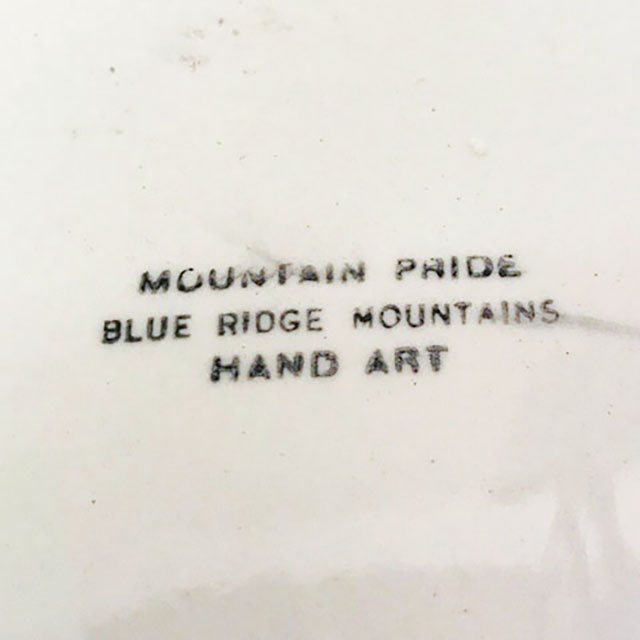 MOUNTAIN PRIDE
BLUE RIDGE MOUNTAINS
HAND ART